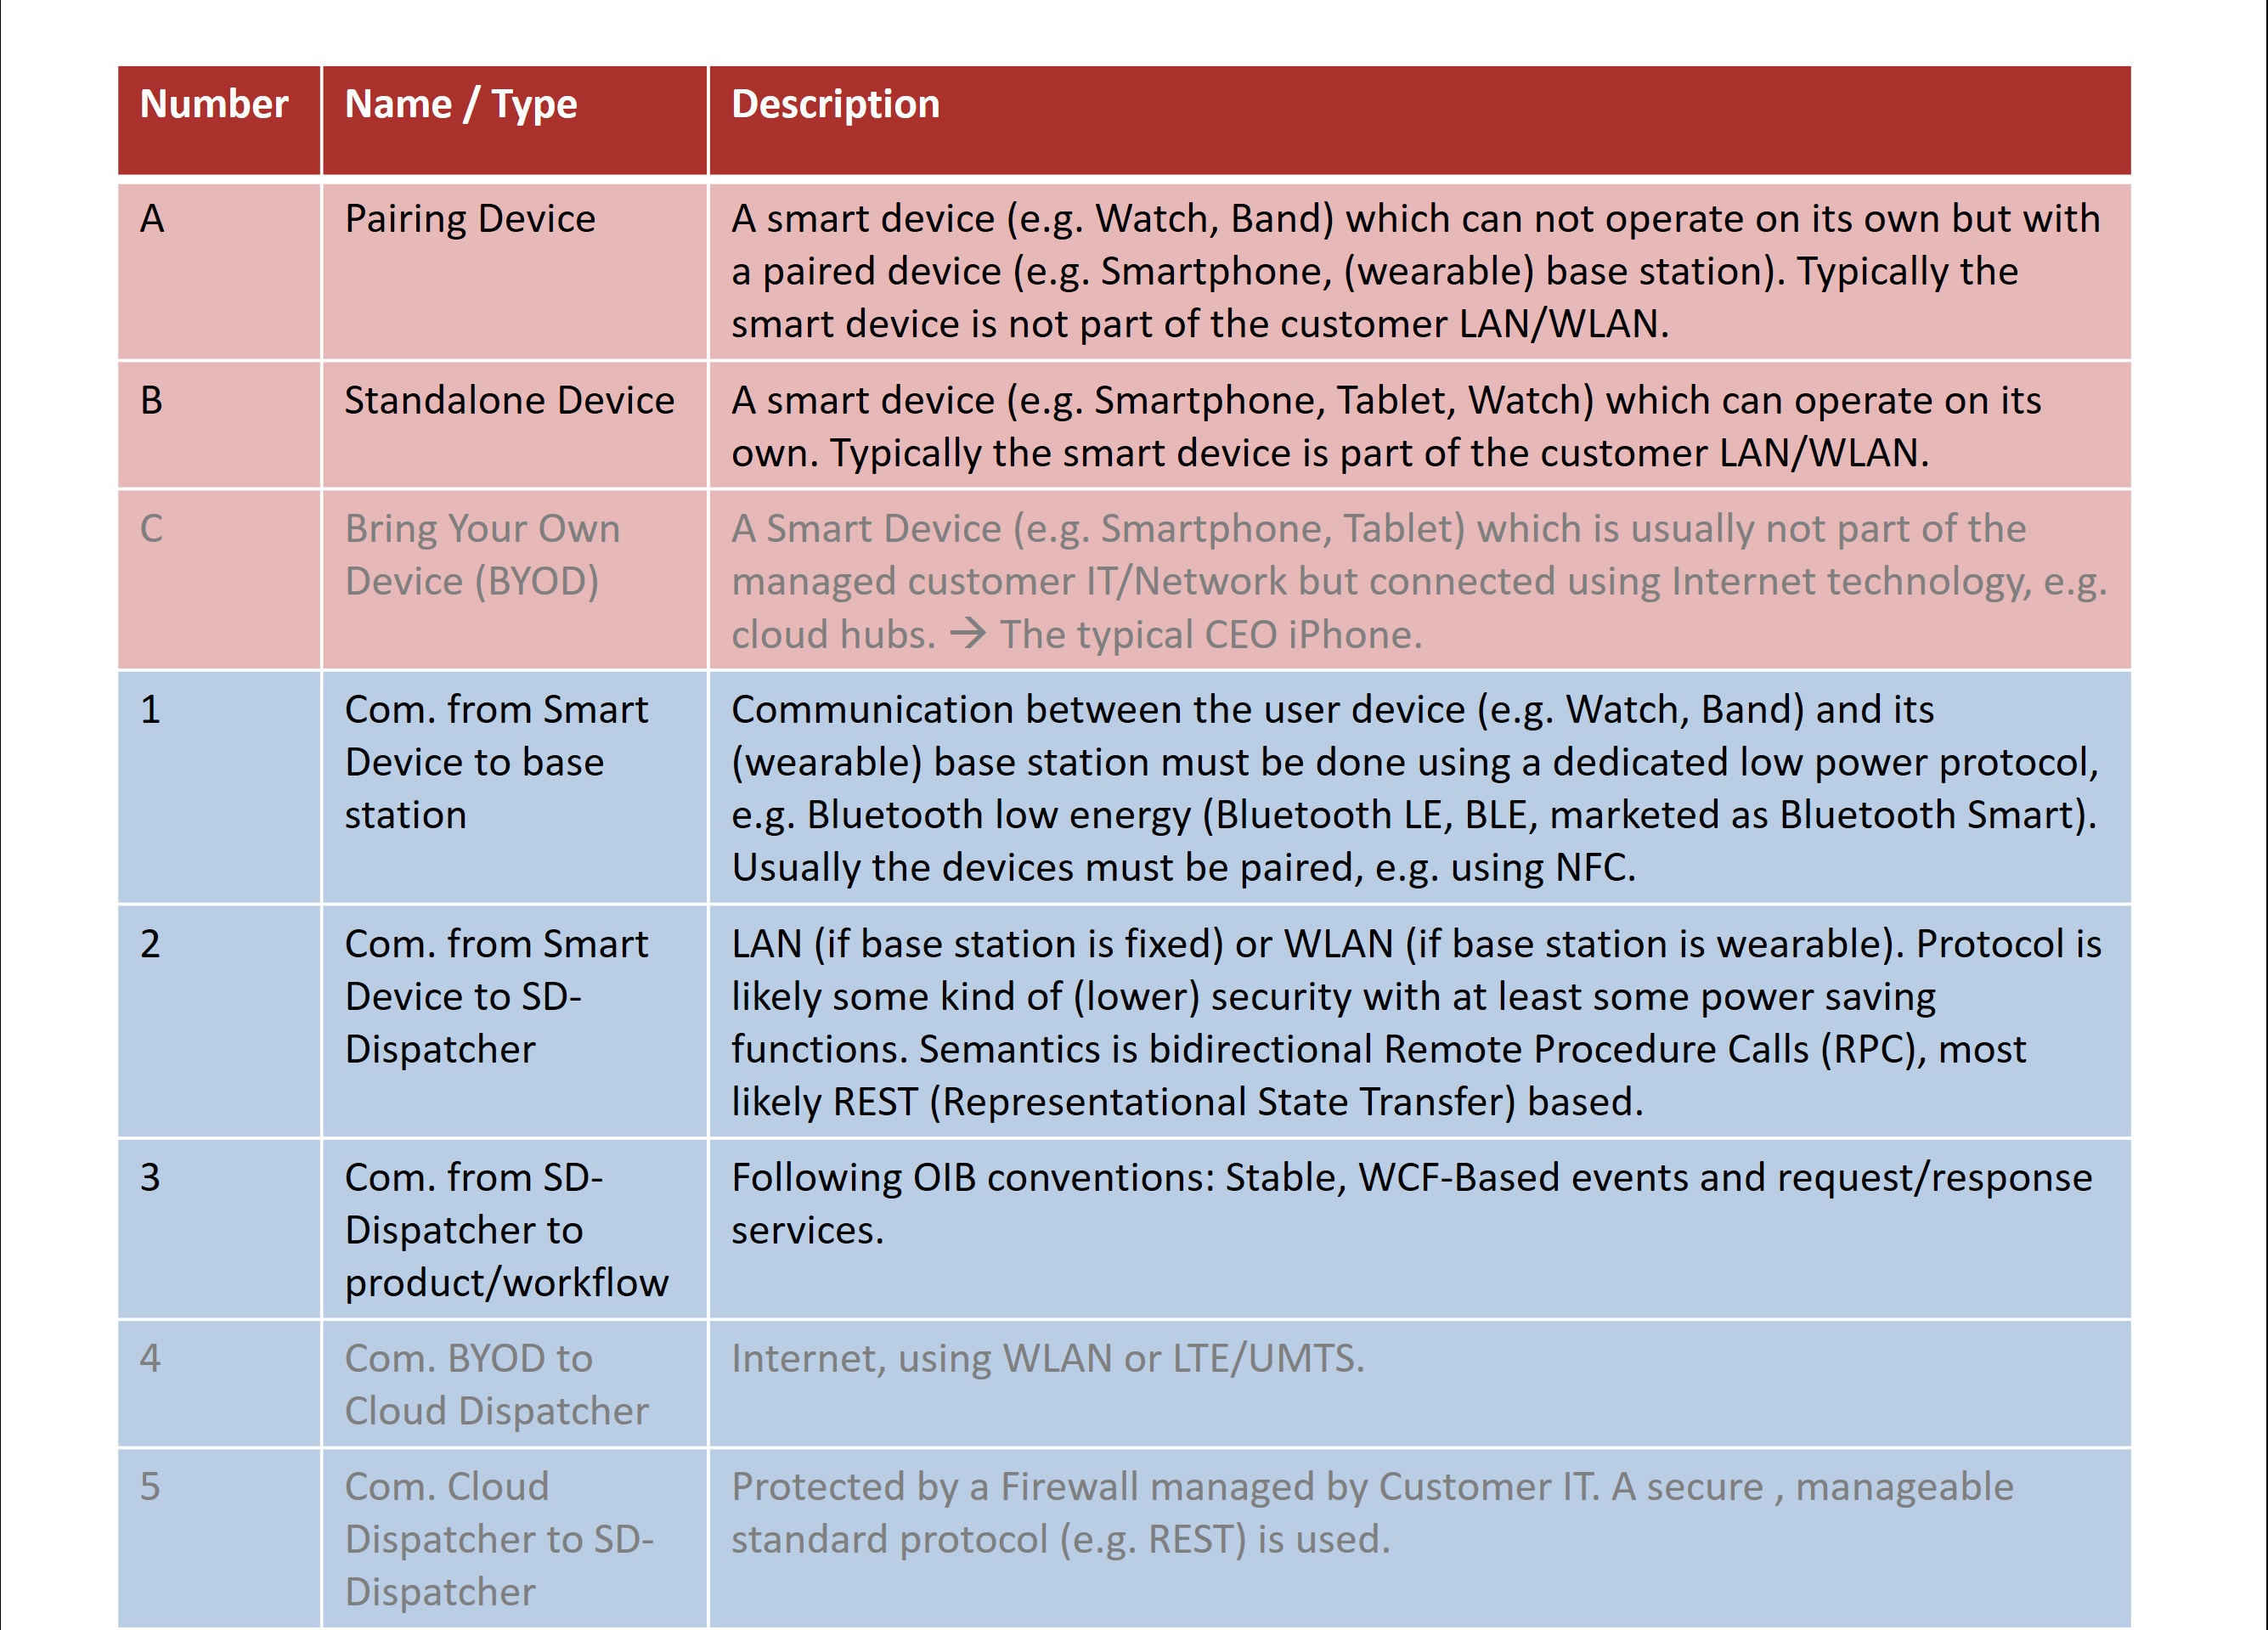 Number Name / Type Description
A Pairing Device A smart device (e.g. Watch, Band) which can not operate on its own but with
a paired device (e.g. Smartphone, (wearable) base station). Typically the
smart device is not part of the customer LAN/WLAN.
B Standalone Device A smart device (e.g. Smartphone, Tablet, Watch) which can operate on its
own. Typically the smart device is part of the customer LAN/WLAN.
C Bring Your Own A Smart Device (e.g. Smartphone, Tablet) which is usually not part of the
Device (BYOD) managed customer IT/Network but connected using Internet technology, e.g.
cloud hubs. → The typical CEO iPhone.
1 Com. from Smart Communication between the user device (e.g. Watch, Band) and its
Device to base (wearable) base station must be done using a dedicated low power protocol,
station e.g. Bluetooth low energy (Bluetooth LE, BLE, marketed as Bluetooth Smart).
Usually the devices must be paired, e.g. using NFC.
2 Com. from Smart LAN (if base station is fixed) or WLAN (if base station is wearable). Protocol is
Device to SD- likely some kind of (lower) security with at least some power saving
Dispatcher functions. Semantics is bidirectional Remote Procedure Calls (RPC), most
likely REST (Representational State Transfer) based.
3 Com. from SD- Following OIB conventions: Stable, WCF-Based events and request/response
Dispatcher to services.
product/workflow
4 Com. BYOD to Internet, using WLAN or LTE/UMTS.
Cloud Dispatcher
5 Com. Cloud Protected by a Firewall managed by Customer IT. A secure , manageable
Dispatcher to SD- standard protocol (e.g. REST) is used.
Dispatcher